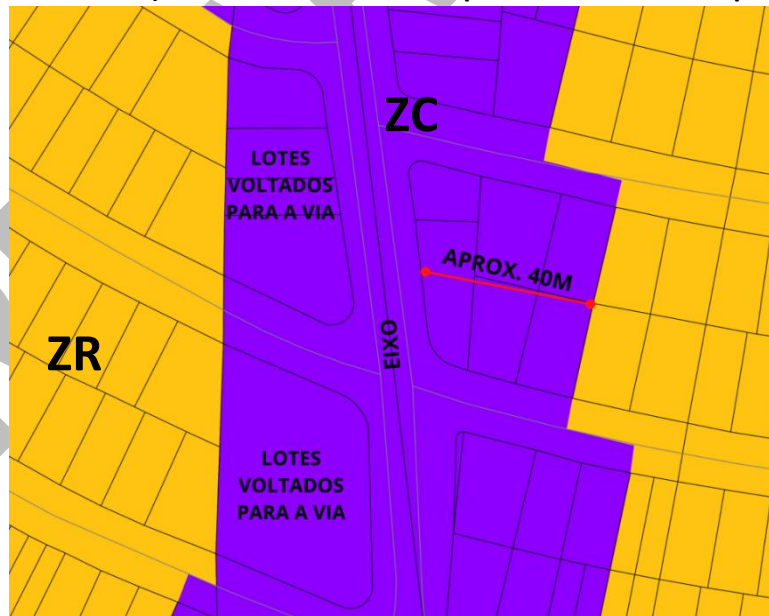 ZC
LOTES
VOLTADOS
PARA A VIA
APROX. 40M
EIXO
ZR
LOTES
VOLTADOS
PARA A VIA